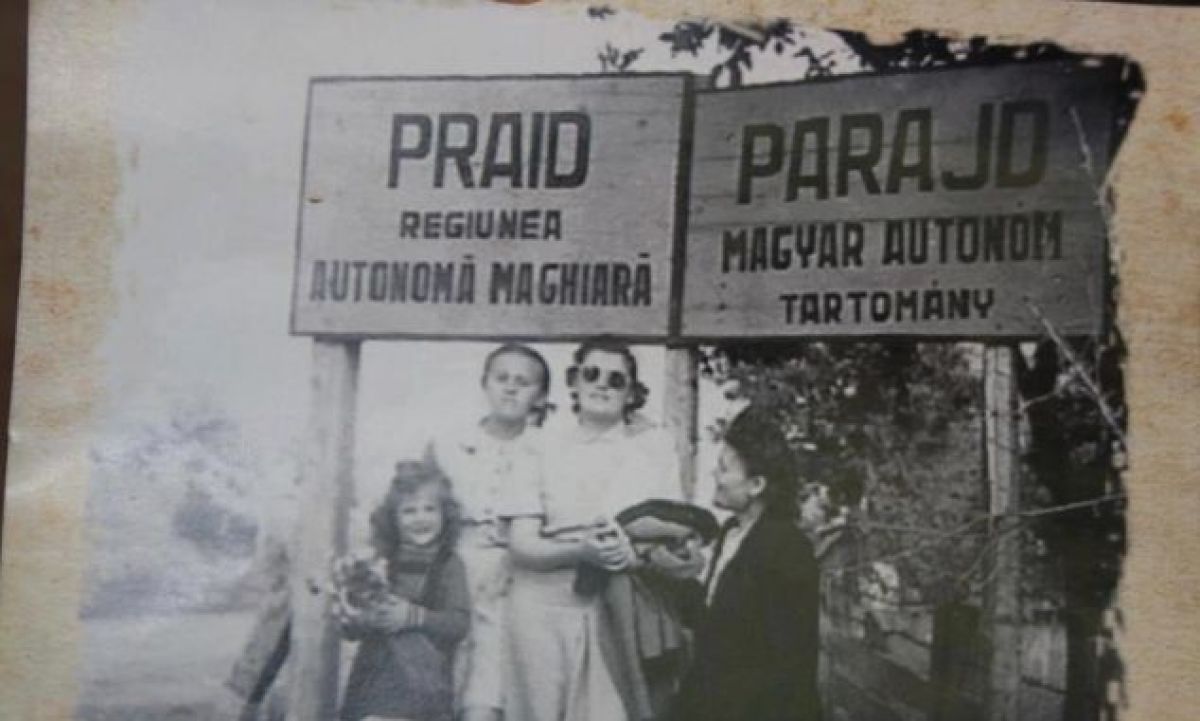 PRAID
REGIUNEA
AUTONOMĂ MAGHIARĂ
PARAJD
MAGYAR AUTONOM
TARTOMÁNY